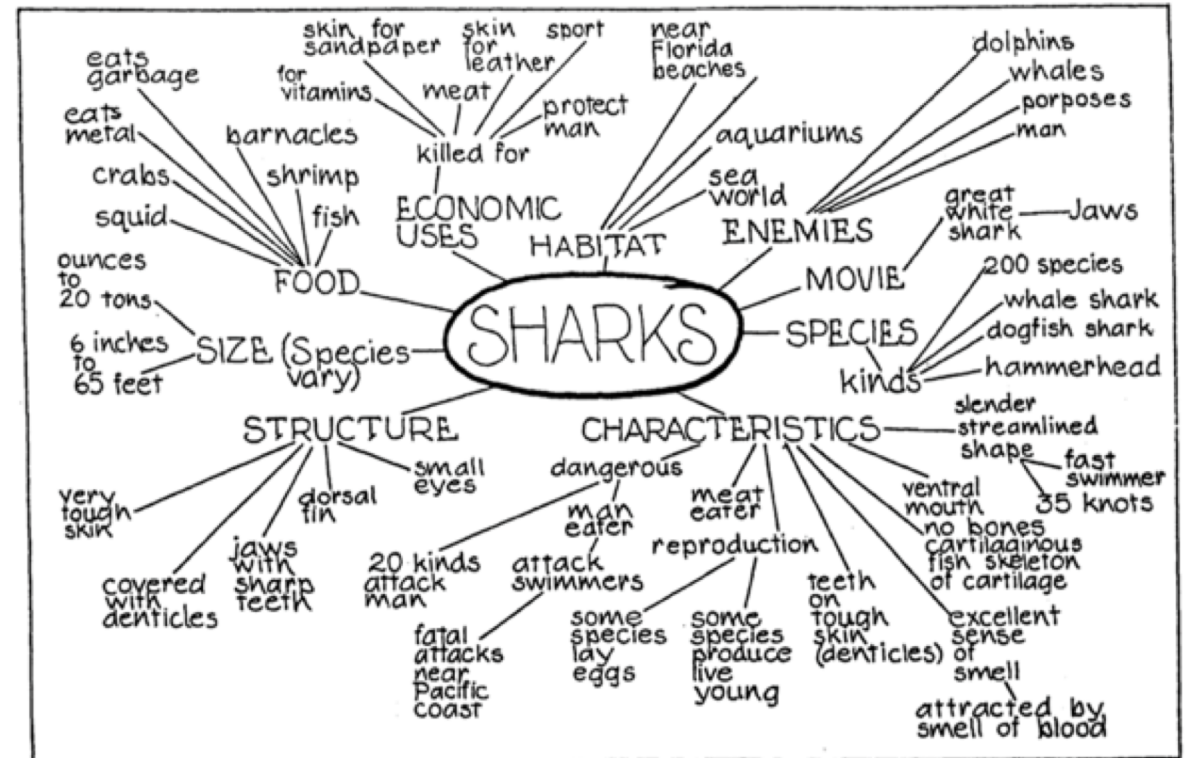 skin for
sandpaper
skin
for
leather
sport
near
Florida
beaches
dolphins
whales
porposes
man
eats
garbage
for
vitamins
meat
protect
man
killed for
eats
metal
barnacles
aquariums
crabs
shrimp
squid
fish
ECONOMIC
USES
sea
world
HABITAT
ENEMIES
great
white
shark
Jaws
ounces
to
20 tons
FOOD
MOVIE
200 species
whale shark
dogfish shark
hammerhead
6 inches
to
65 feet
SIZE (Species
vary)
SHARKS
SPECIES
kinds
STRUCTURE
CHARACTERISTICS
slender
streamlined
shape
fast
swimmer
35 knots
very
tough
skin
dorsal
fin
small
eyes
dangerous
man
eater
meat
eater
ventral
mouth
no bones
cartilaginous
fish skeleton
of cartilage
covered
with
denticles
jaws
with
sharp
teeth
20 kinds
attack
man
attack
swimmers
reproduction
fatal
attacks
near
Pacific
coast
some
species
lay
eggs
some
species
produce
live
young
teeth
on
tough
skin
(denticles)
excellent
sense
of
smell
attracted by
smell of blood